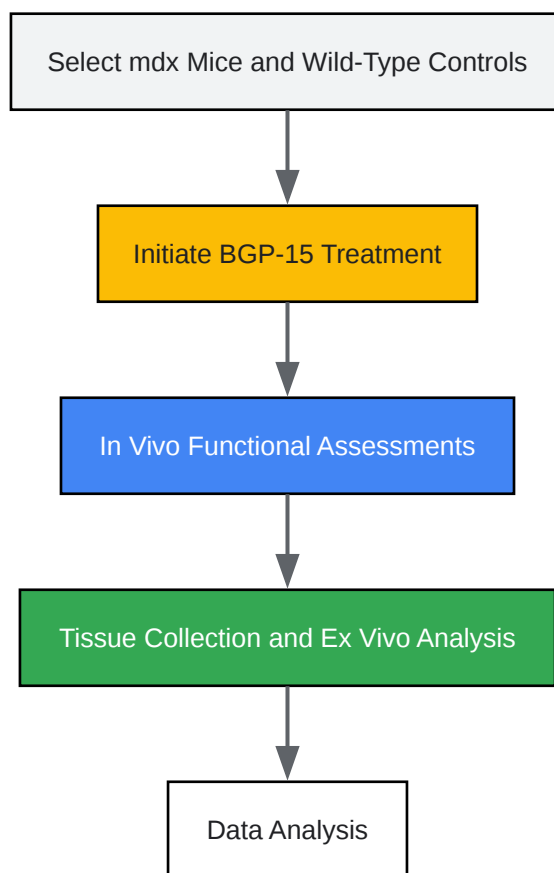 Select mdx Mice and Wild-Type Controls
Initiate BGP-15 Treatment
In Vivo Functional Assessments
Tissue Collection and Ex Vivo Analysis
Data Analysis